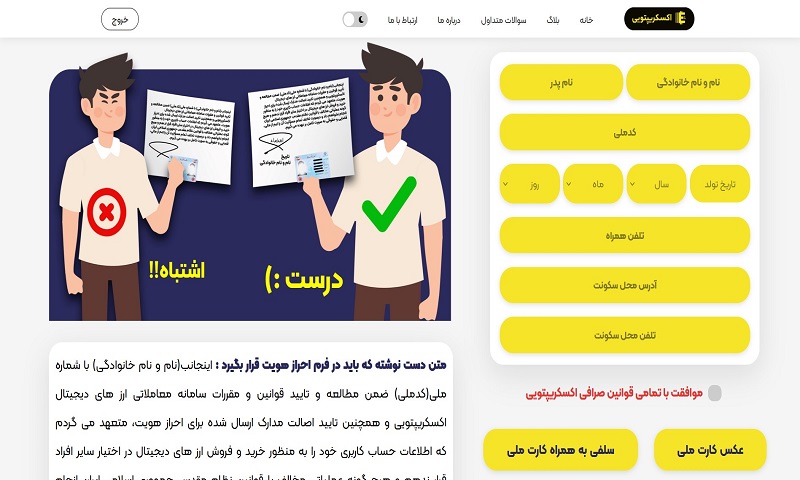 اکسکریپتویی
خانه
بلاگ
سوالات متداول
درباره ما
ارتباط با ما
خروج
نام و نام خانوادگی
نام پدر
کدملی
تاریخ تولد
سال
ماه
روز
تلفن همراه
آدرس محل سکونت
تلفن محل سکونت
موافقت با تمامی قوانین صرافی اکسکریپتویی
عکس کارت ملی
سلفی به همراه کارت ملی
امضاء
تاریخ
نام و نام خانوادگی
درست :)
اشتباه!!
متن دست نوشته که باید در فرم احراز هویت قرار بگیرد : اینجانب(نام و نام خانوادگی) با شماره
ملی(کدملی) ضمن مطالعه و تایید قوانین و مقررات سامانه معاملاتی ارز های دیجیتال
اکسکریپتویی و همچنین تایید اصالت مدارک ارسال شده برای احراز هویت، متعهد می گردم
که اطلاعات حساب کاربری خود را به منظور خرید و فروش ارز های دیجیتال در اختیار سایر افراد